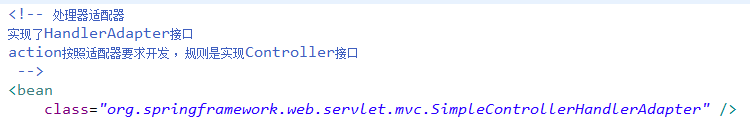 <!-- 处理器适配器
实现了HandlerAdapter接口
action按照适配器要求开发，规则是实现Controller接口
 -->
<bean
    class="org.springframework.web.servlet.mvc.SimpleControllerHandlerAdapter" />